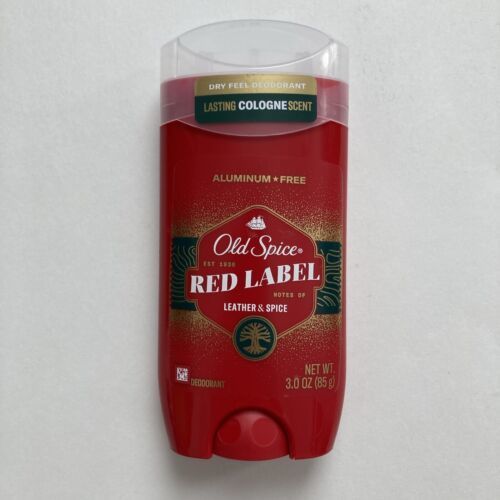 DRY FEEL DEODORANT
LASTING COLOGNE SCENT
ALUMINUM★FREE
Old Spice®
EST 1938
RED LABEL
NOTES OF
LEATHER & SPICE
NET WT.
3.0 OZ (85 g)
DEODORANT